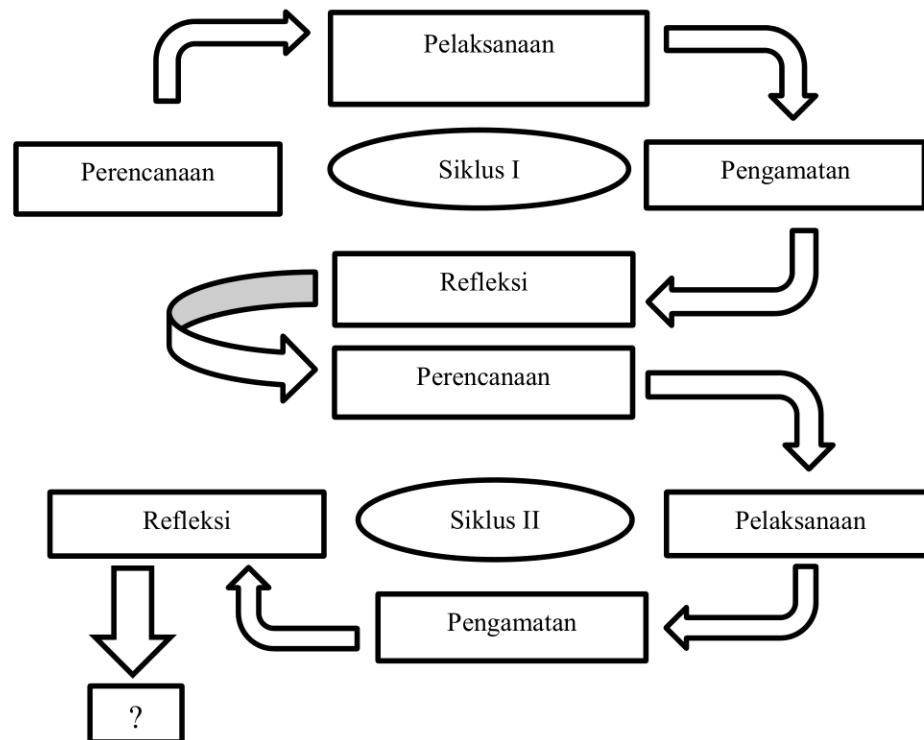 Pelaksanaan
Perencanaan
Siklus I
Pengamatan
Refleksi
Perencanaan
Refleksi
Siklus II
Pelaksanaan
Pengamatan
?